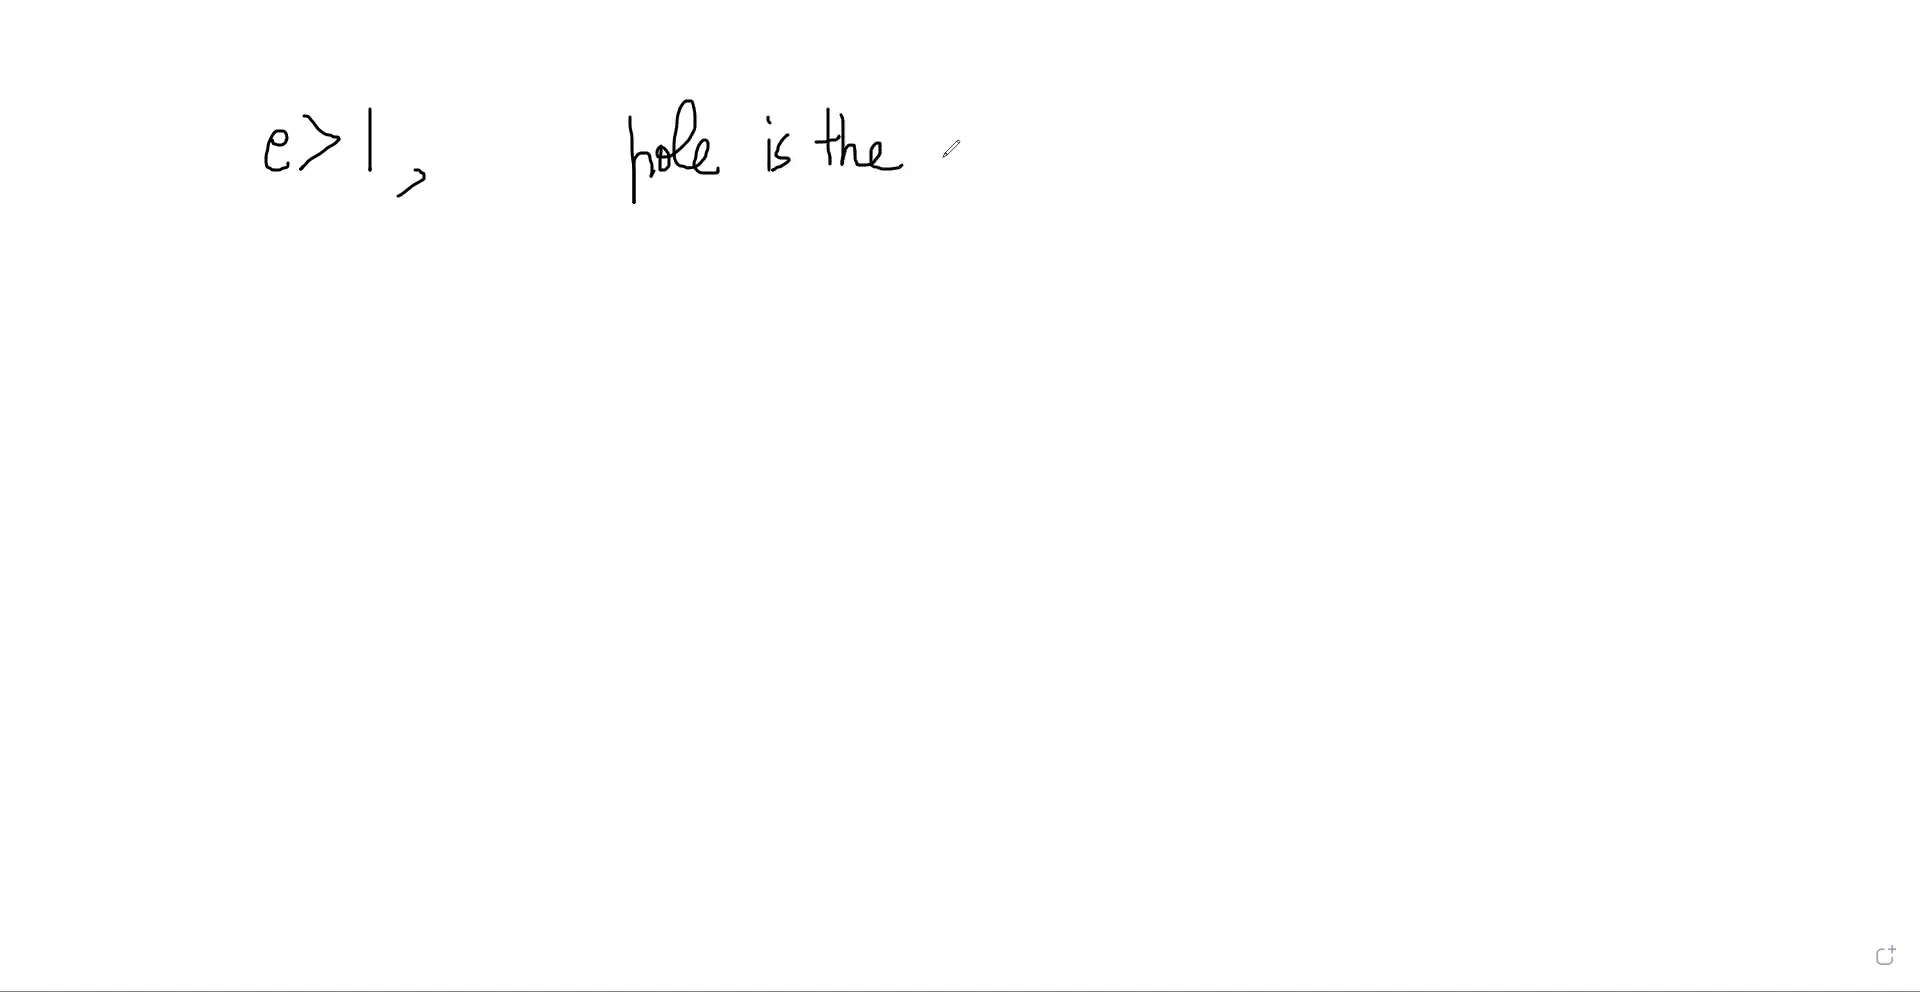 e>1, pole is the